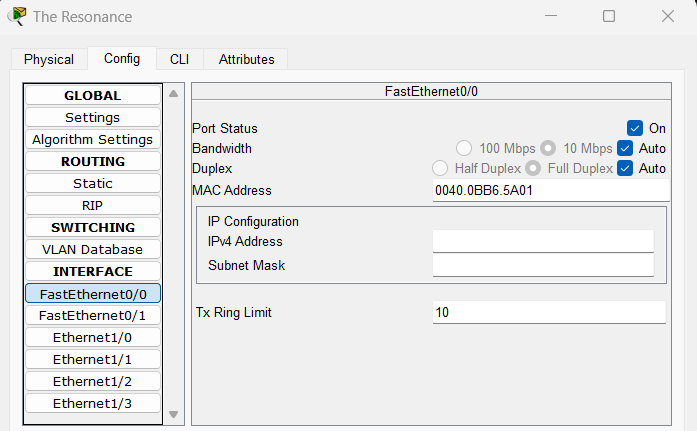 The Resonance
Physical Config CLI Attributes
GLOBAL
Settings
Algorithm Settings
ROUTING
Static
RIP
SWITCHING
VLAN Database
INTERFACE
FastEthernet0/0
FastEthernet0/1
Ethernet1/0
Ethernet1/1
Ethernet1/2
Ethernet1/3
FastEthernet0/0
Port Status On
Bandwidth 100 Mbps 10 Mbps Auto
Duplex Half Duplex Full Duplex Auto
MAC Address 0040.0BB6.5A01
IP Configuration
IPv4 Address
Subnet Mask
Tx Ring Limit 10